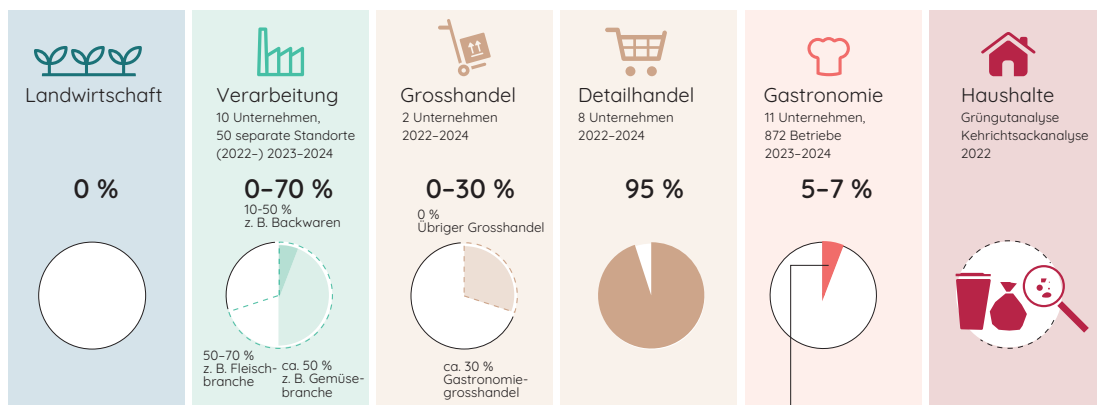 Landwirtschaft
0 %
Verarbeitung
10 Unternehmen,
50 separate Standorte
(2022–) 2023–2024
0–70 %
10-50 %
z. B. Backwaren
50–70 %
z. B. Fleisch-
branche
ca. 50 %
z. B. Gemüse-
branche
Grosshandel
2 Unternehmen
2022–2024
0–30 %
0 %
Übriger Grosshandel
ca. 30 %
Gastronomie-
grosshandel
Detailhandel
8 Unternehmen
2022–2024
95 %
Gastronomie
11 Unternehmen,
872 Betriebe
2023–2024
5–7 %
Haushalte
Grüngutanalyse
Kehrichtsackanalyse
2022